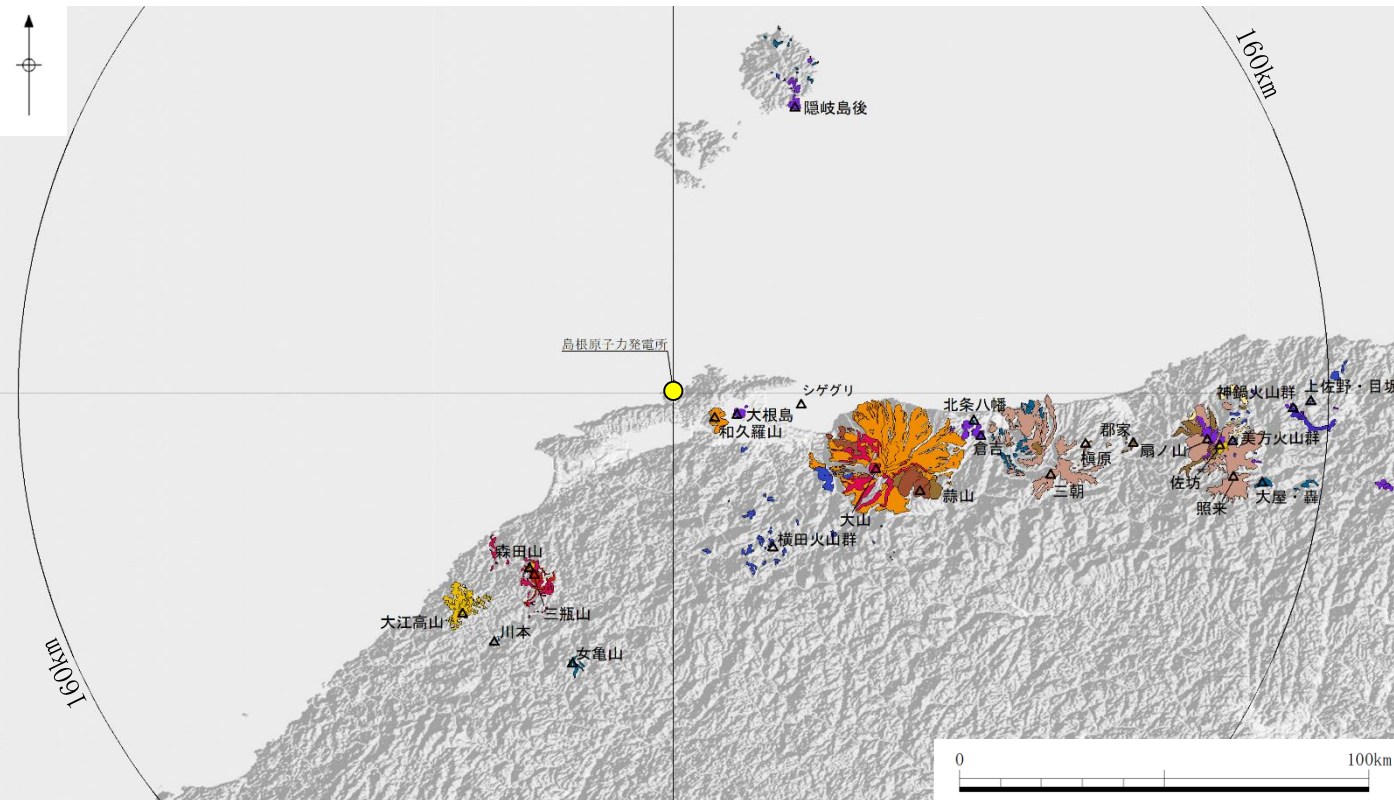 160km
隠岐島後
島根原子力発電所
シゲグリ
大根島
和久羅山
北条八幡
倉吉
郡家
槇原
扇ノ山
神鍋火山群
上佐野・目坂
美方火山群
佐坊
照来
大屋・轟
三朝
蒜山
大山
横田火山群
森田山
三瓶山
大江高山
川本
女亀山
160km
0
100km